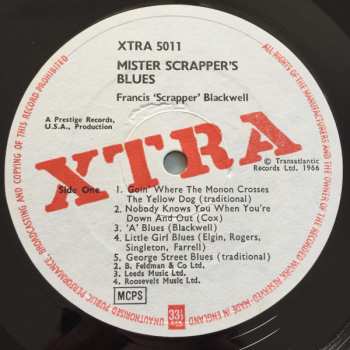 XTRA 5011
MISTER SCRAPPER'S
BLUES
Francis 'Scrapper' Blackwell
A Prestige Records,
U.S.A., Production
XTRA
℗ Transtlantic
Records Ltd. 1966
Side One
1. Goin' Where The Monon Crosses
The Yellow Dog (traditional)
2. Nobody Knows You When You're
Down And Out (Cox)
3. 'A' Blues (Blackwell)
4. Little Girl Blues (Elgin, Rogers,
Singleton, Farrell)
5. George Street Blues (traditional)
2. B. Feldman & Co Ltd.
3. Leeds Music Ltd.
4. Roosevelt Music Ltd.
MCPS
33⅓
ALL RIGHTS OF THE MANUFACTURERS AND THE OWNER OF THE RECORDED WORK RESERVED · MADE IN ENGLAND
UNAUTHORISED PUBLIC PERFORMANCE, BROADCASTING AND COPYING OF THIS RECORD PROHIBITED